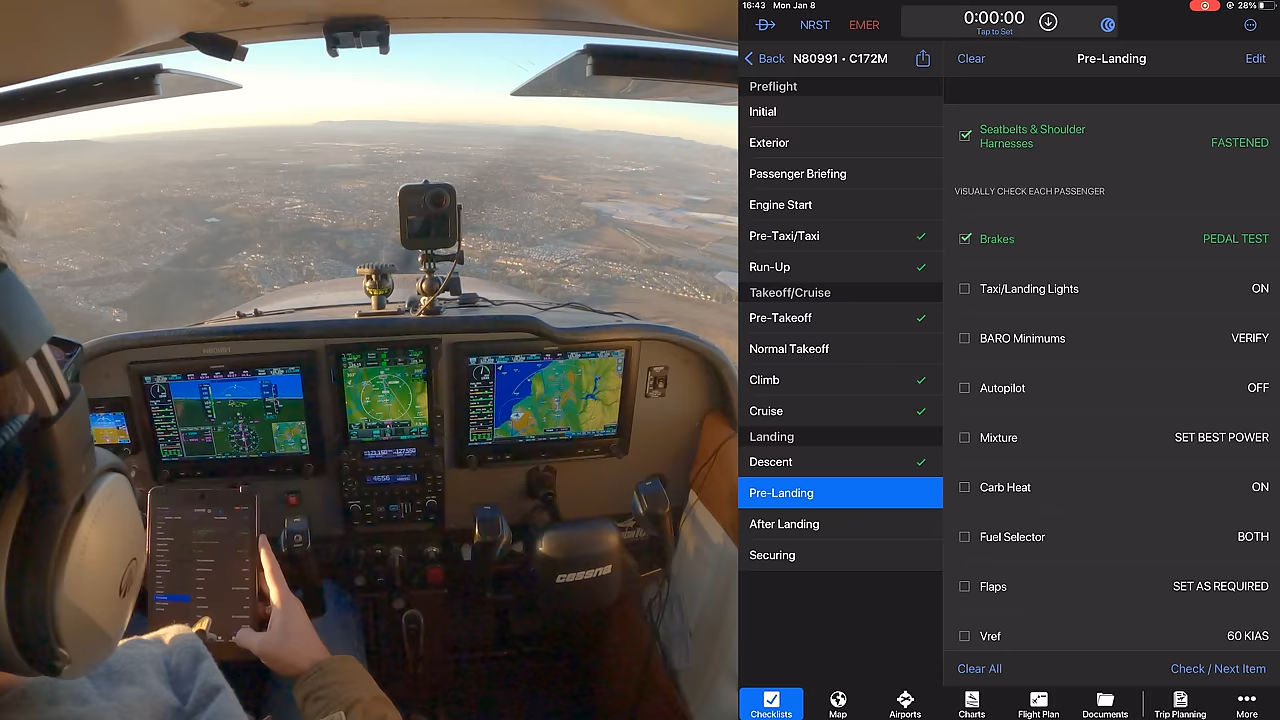 16:43 Mon Jan 8
28%
NRST
EMER
0:00:00
Tap to Set
Back
N80991 • C172M
Clear
Pre-Landing
Edit
Preflight
Initial
Exterior
Passenger Briefing
Engine Start
Pre-Taxi/Taxi
Run-Up
Takeoff/Cruise
Pre-Takeoff
Normal Takeoff
Climb
Cruise
Landing
Descent
Pre-Landing
After Landing
Securing
Seatbelts & Shoulder
Harnesses
FASTENED
VISUALLY CHECK EACH PASSENGER
Brakes PEDAL TEST
Taxi/Landing Lights ON
BARO Minimums VERIFY
Autopilot OFF
Mixture SET BEST POWER
Carb Heat ON
Fuel Selector BOTH
Flaps SET AS REQUIRED
Vref 60 KIAS
Clear All
Check / Next Item
Checklists
Map
Airports
Charts
Flight Plan
Documents
Trip Planning
More
cessna